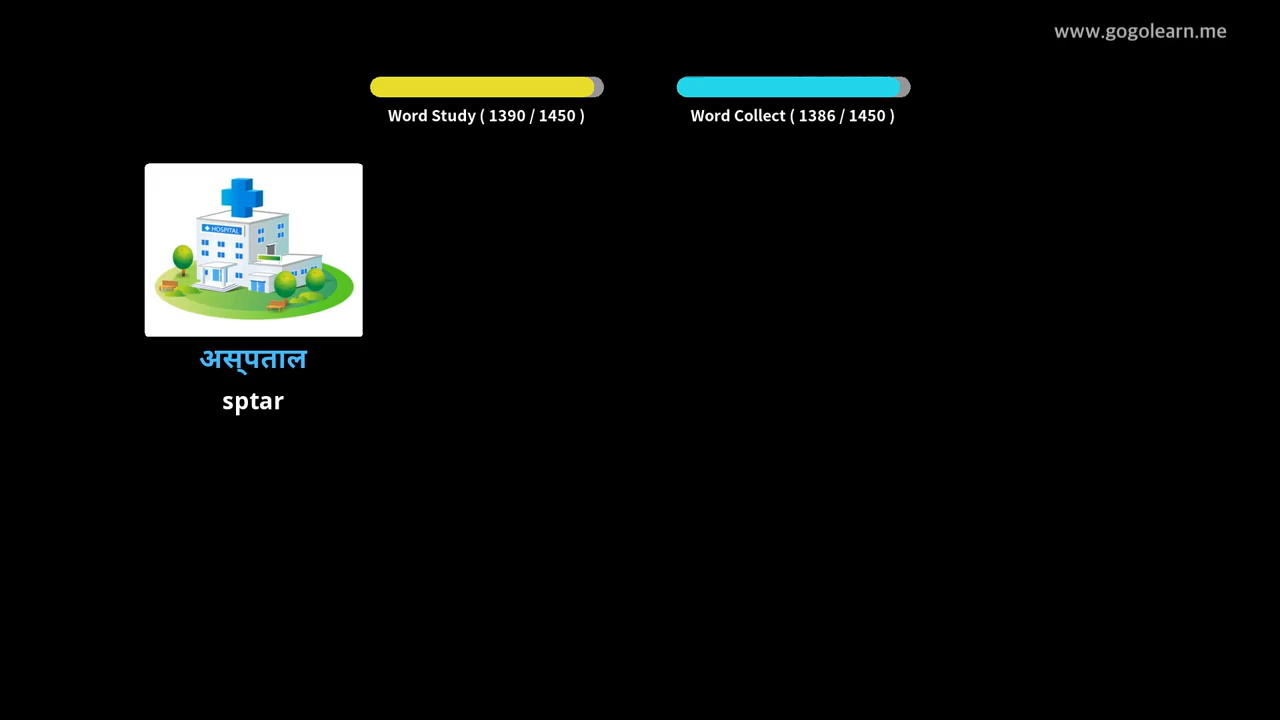 www.gogolearn.me
Word Study ( 1390 / 1450 )
Word Collect ( 1386 / 1450 )
HOSPITAL
अस्पताल
sptar